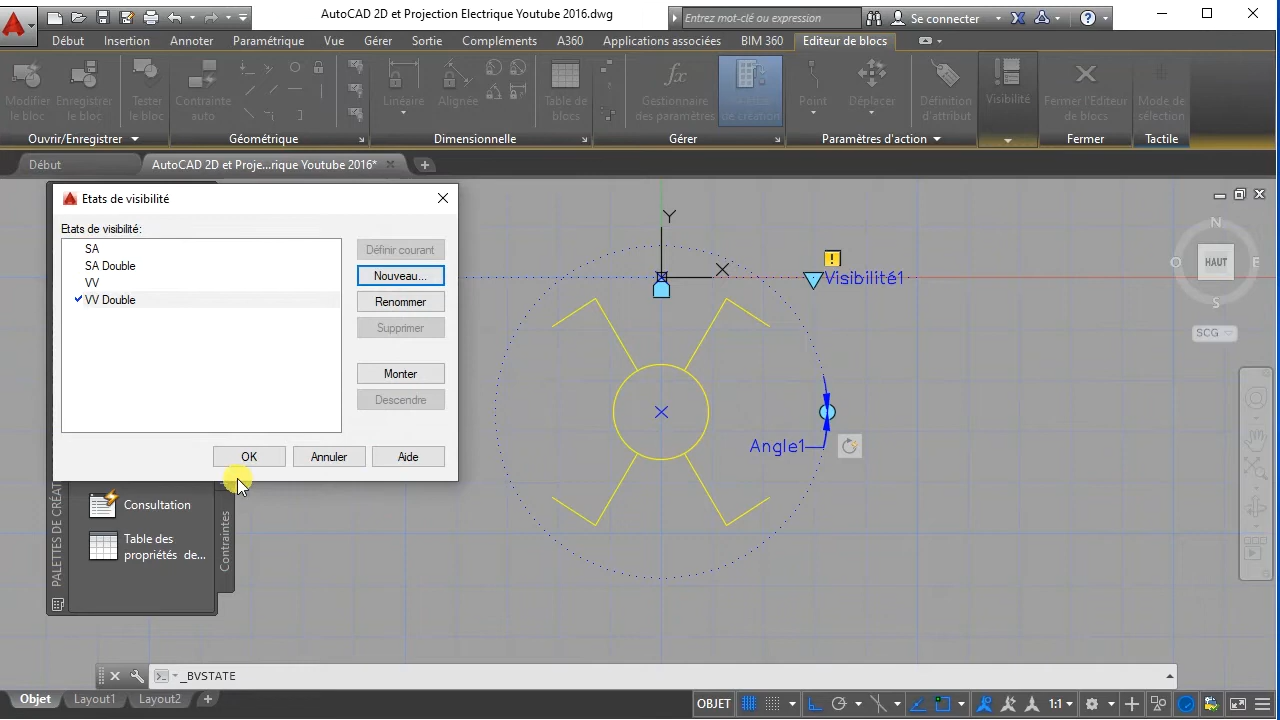 AutoCAD 2D et Projection Electrique Youtube 2016.dwg
Entrez mot-clé ou expression
Se connecter
Début Insertion Annoter Paramétrique Vue Gérer Sortie Compléments A360 Applications associées BIM 360 Editeur de blocs
Modifier le bloc
Enregistrer le bloc
Tester le bloc
Contrainte auto
Linéaire
Alignée
Table de blocs
Gestionnaire des paramètres
Point
Déplacer
Définition d'attribut
Visibilité
Fermer l'Editeur de blocs
Mode de sélection
Ouvrir/Enregistrer Géométrique Dimensionnelle Gérer Paramètres d'action Fermer Tactile
Début AutoCAD 2D et Proje...rique Youtube 2016*
Etats de visibilité
Etats de visibilité:
SA
SA Double
VV
VV Double
Définir courant
Nouveau...
Renommer
Supprimer
Monter
Descendre
OK Annuler Aide
Consultation
Table des
propriétés de...
Contraintes
PALETTES DE CRÉAT
Y
X
Visibilité1
Angle1
N
O HAUT E
S
SCG
_BVSTATE
Objet Layout1 Layout2
OBJET
1:1